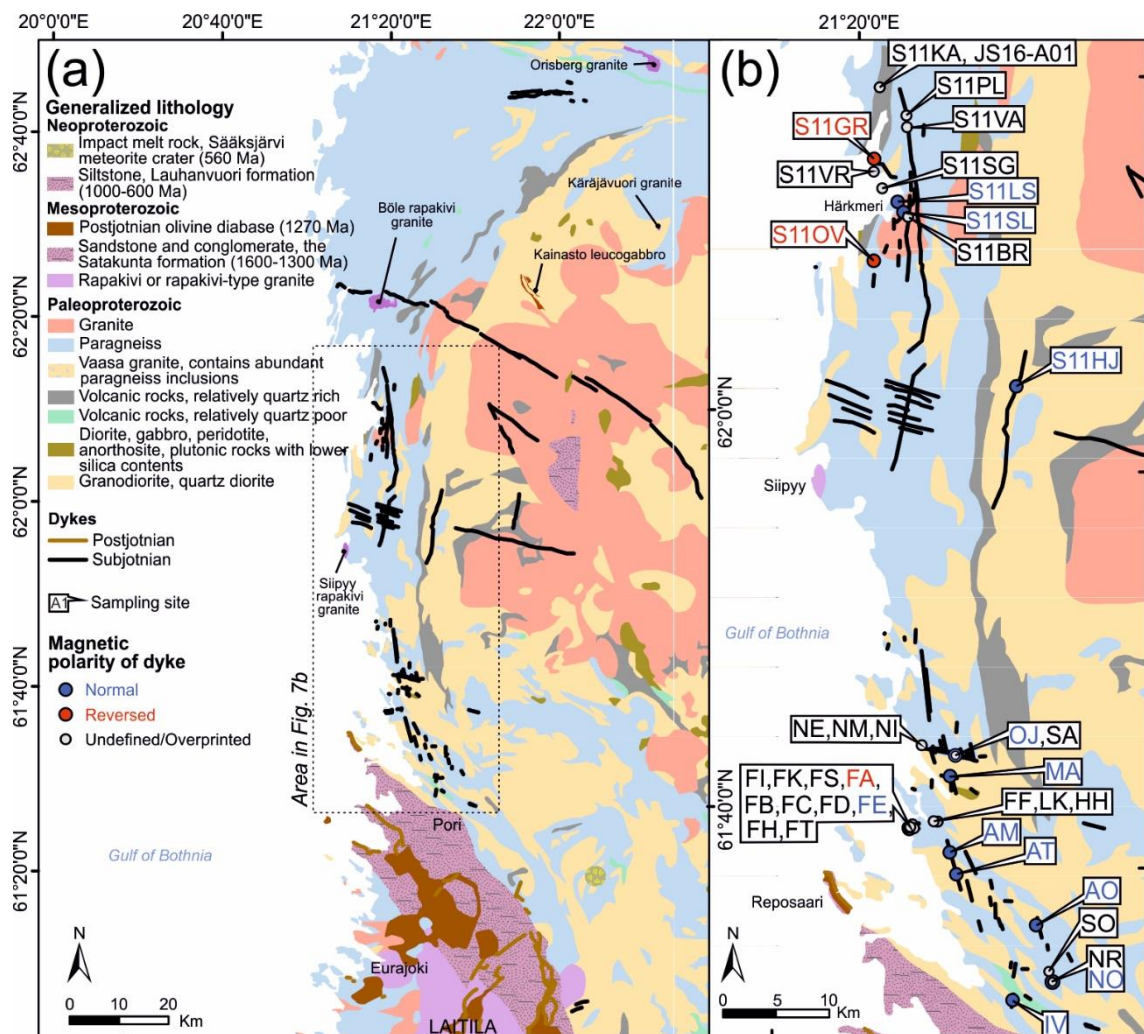 20°0'0"E
21°20'0"E
22°0'0"E
21°20'0"E
(a)
Orisberg granite
Generalized lithology
Neoproterozoic
Impact melt rock, Sääksjärvi
meteorite crater (560 Ma)
Siltstone, Lauhanvuori formation
(1000-600 Ma)
Mesoproterozoic
Postjotnian olivine diabase (1270 Ma)
Sandstone and conglomerate, the
Satakunta formation (1600-1300 Ma)
Rapakivi or rapakivi-type granite
Paleoproterozoic
Granite
Paragneiss
Vaasa granite, contains abundant
paragneiss inclusions
Volcanic rocks, relatively quartz rich
Volcanic rocks, relatively quartz poor
Diorite, gabbro, peridotite,
anorthosite, plutonic rocks with lower
silica contents
Granodiorite, quartz diorite
Dykes
Postjotnian
Subjotnian
A1 Sampling site
Magnetic
polarity of dyke
Normal
Reversed
Undefined/Overprinted
62°40'0"N
62°20'0"N
62°0'0"N
61°40'0"N
61°20'0"N
Käräjävuori granite
Böle rapakivi
granite
Kainasto leucogabbro
Siipyy
rapakivi
granite
Area in Fig. 7b
Pori
Gulf of Bothnia
Eurajoki
LAITILA
N
0 10 20
Km
(b)
S11KA, JS16-A01
S11PL
S11GR
S11VA
S11VR
S11SG
S11LS
Härkmeri
S11SL
S11OV
S11BR
S11HJ
62°0'0"N
Siipyy
Gulf of Bothnia
NE,NM,NI
OJ,SA
MA
FI,FK,FS,FA,
FB,FC,FD,FE,
FH,FT
FF,LK,HH
61°40'0"N
AM
AT
Reposaari
AO
SO
NR
NO
IV
N
0 5 10
Km